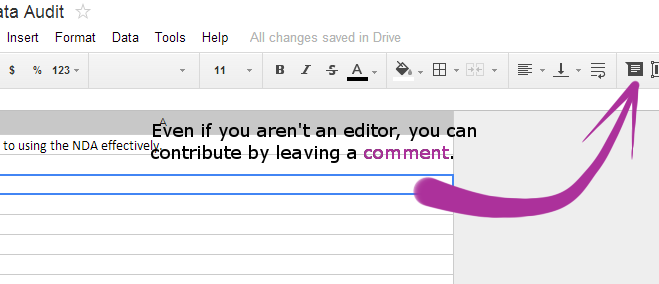 ata Audit
Insert Format Data Tools Help All changes saved in Drive
$ % 123 11 B I S A
A
Even if you aren't an editor, you can
to using the NDA effectively.
contribute by leaving a comment.